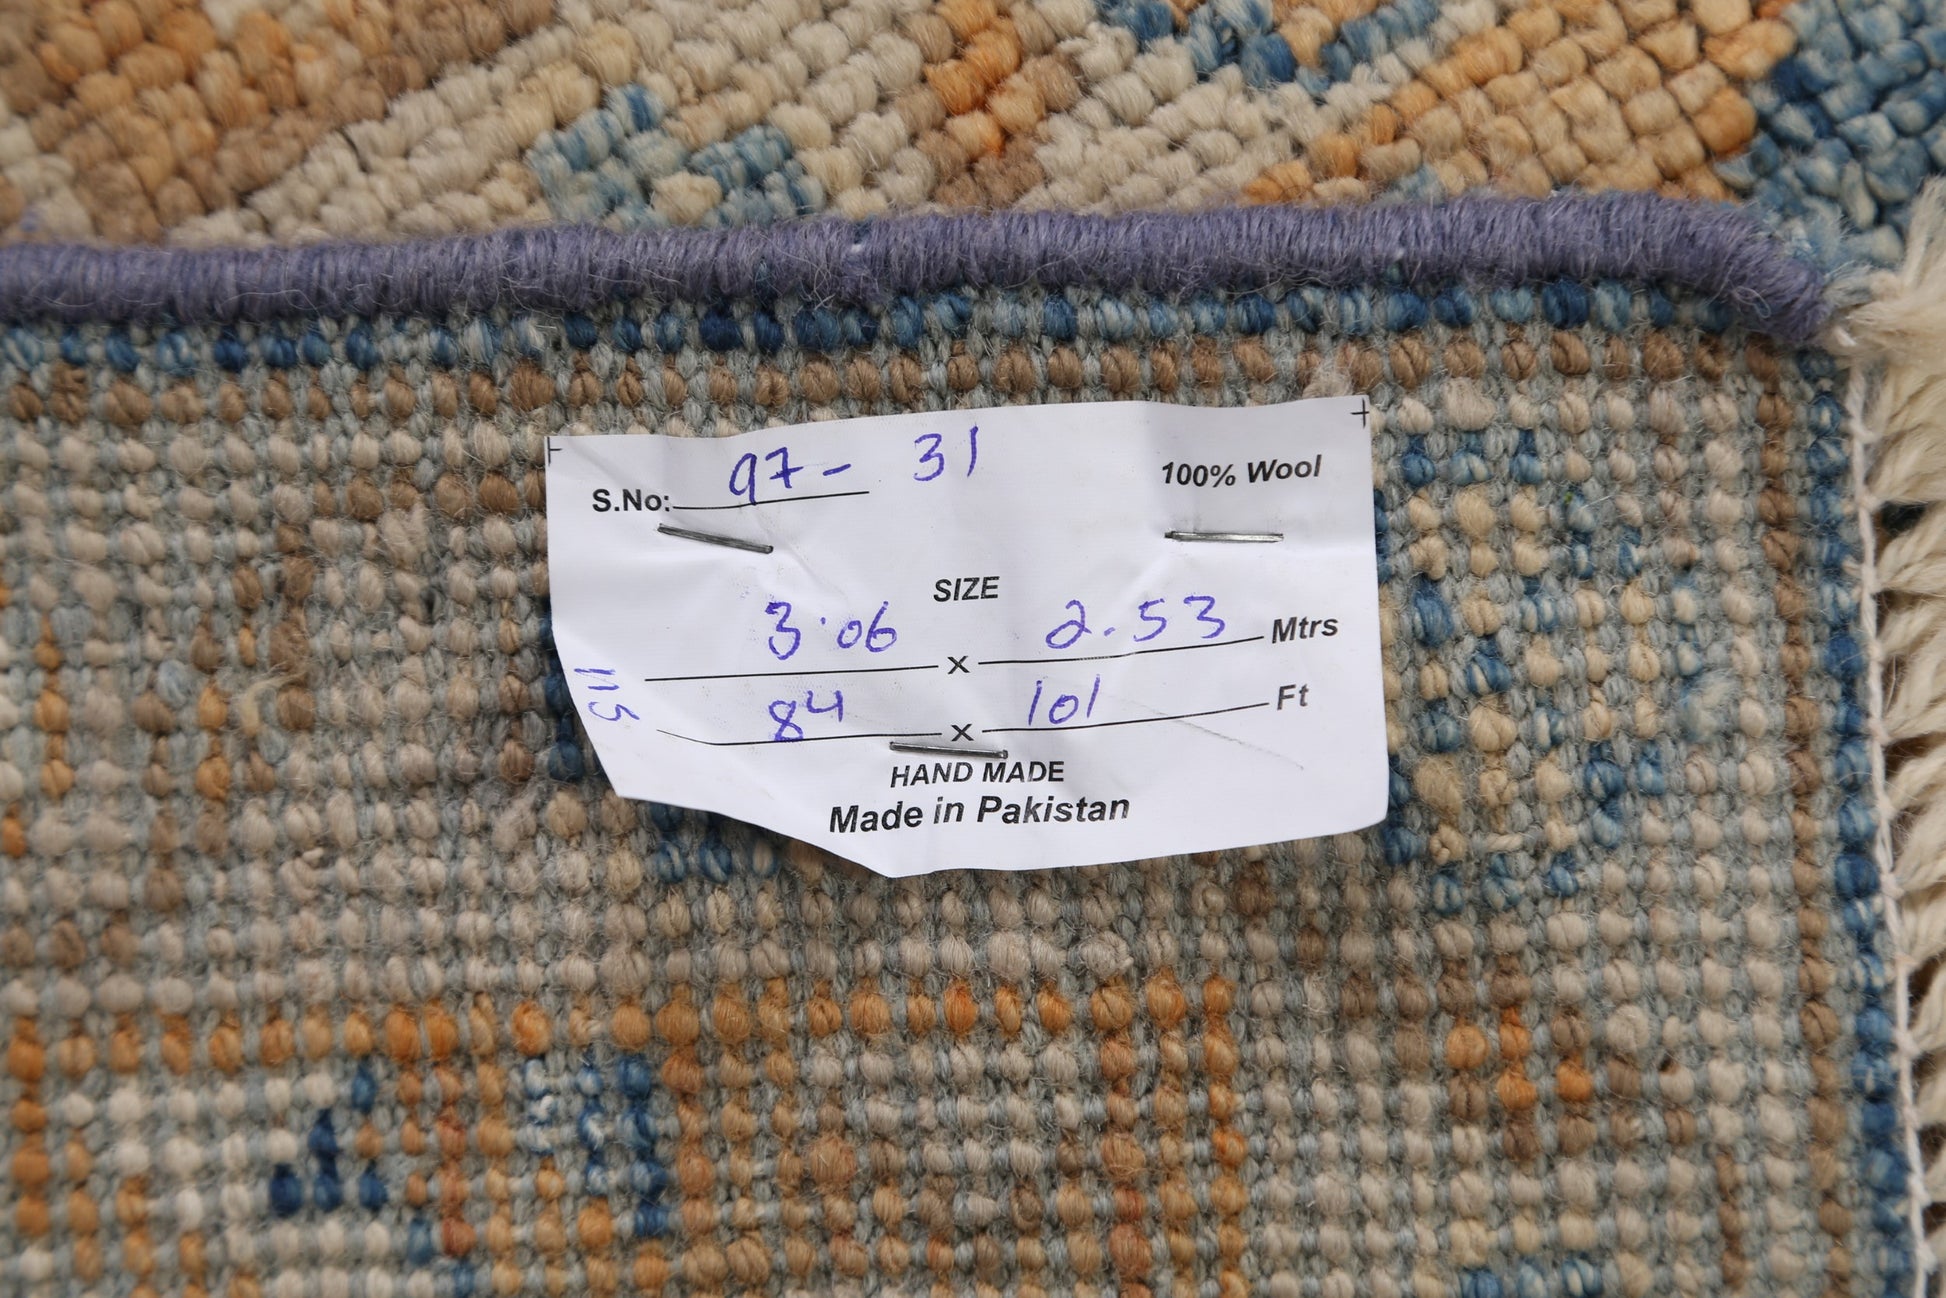 S.No: 97 - 31
100% Wool
SIZE
3.06 x 2.53 Mtrs
84 x 101 Ft
HAND MADE
Made in Pakistan